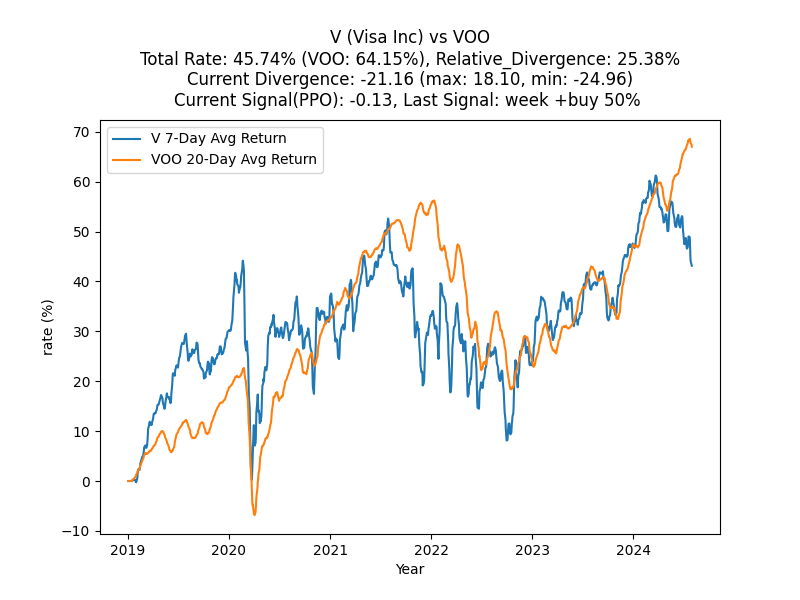 V (Visa Inc) vs VOO
Total Rate: 45.74% (VOO: 64.15%), Relative_Divergence: 25.38%
Current Divergence: -21.16 (max: 18.10, min: -24.96)
Current Signal(PPO): -0.13, Last Signal: week +buy 50%
V 7-Day Avg Return
VOO 20-Day Avg Return
70
60
50
40
30
20
10
0
−10
rate (%)
2019 2020 2021 2022 2023 2024
Year